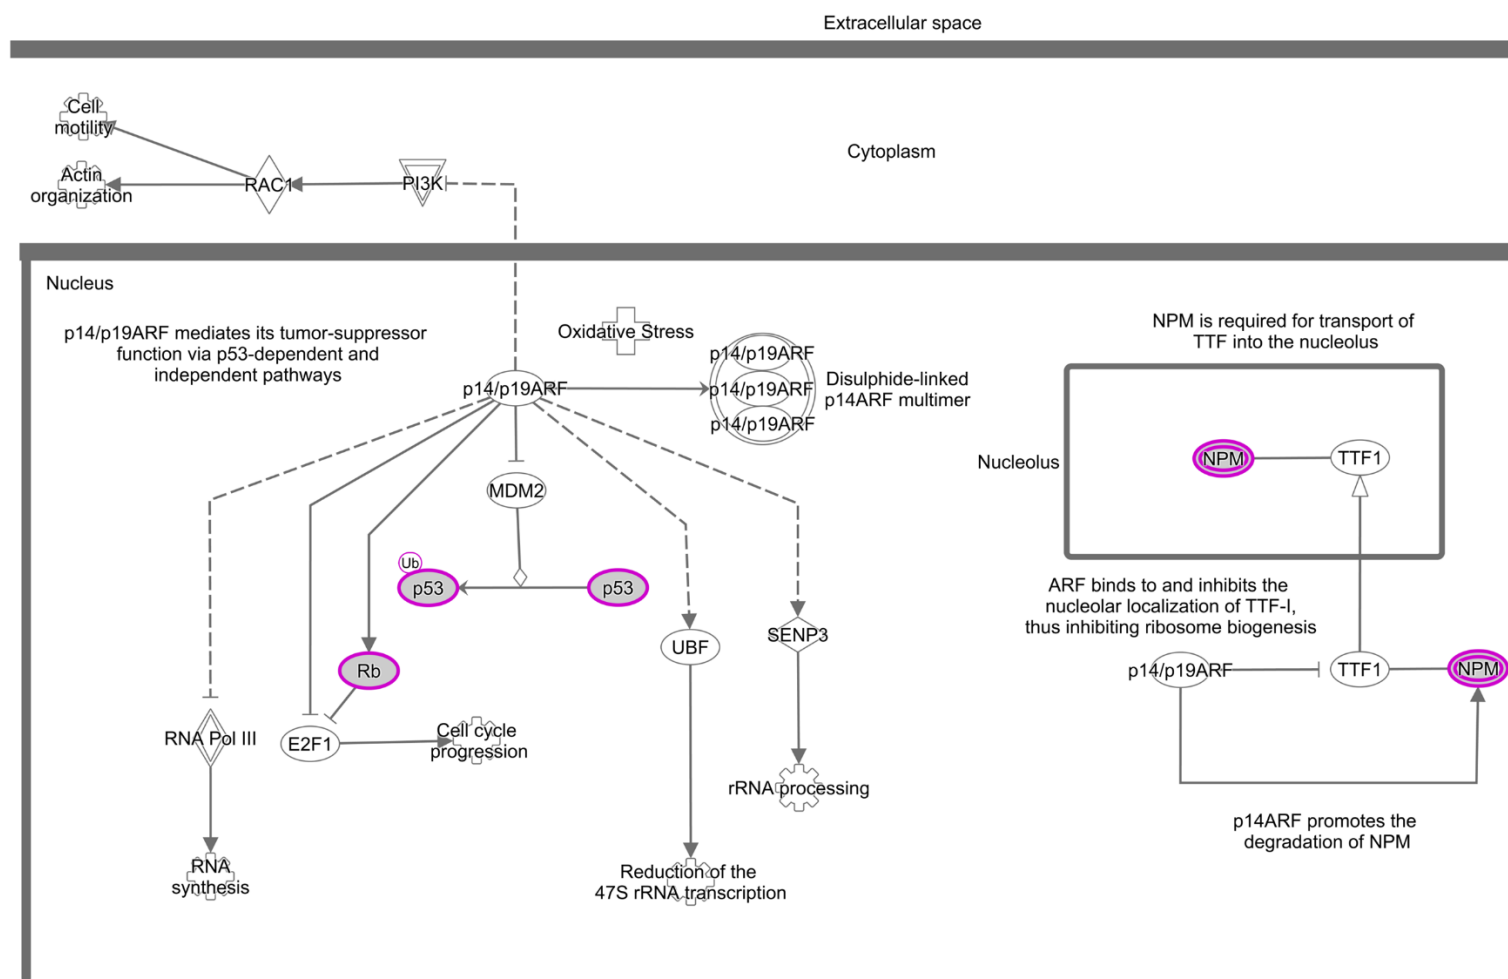 Extracellular space
Cell
motility
Cytoplasm
Actin
organization
RAC1
PI3K
Nucleus
p14/p19ARF mediates its tumor-suppressor
function via p53-dependent and
independent pathways
Oxidative Stress
p14/p19ARF
p14/p19ARF
p14/p19ARF
p14/p19ARF
Disulphide-linked
p14ARF multimer
NPM is required for transport of
TTF into the nucleolus
Nucleolus
NPM
TTF1
MDM2
Ub
p53
p53
Rb
UBF
SENP3
RNA Pol III
E2F1
Cell cycle
progression
rRNA processing
RNA
synthesis
Reduction of the
47S rRNA transcription
ARF binds to and inhibits the
nucleolar localization of TTF-I,
thus inhibiting ribosome biogenesis
p14/p19ARF
TTF1
NPM
p14ARF promotes the
degradation of NPM